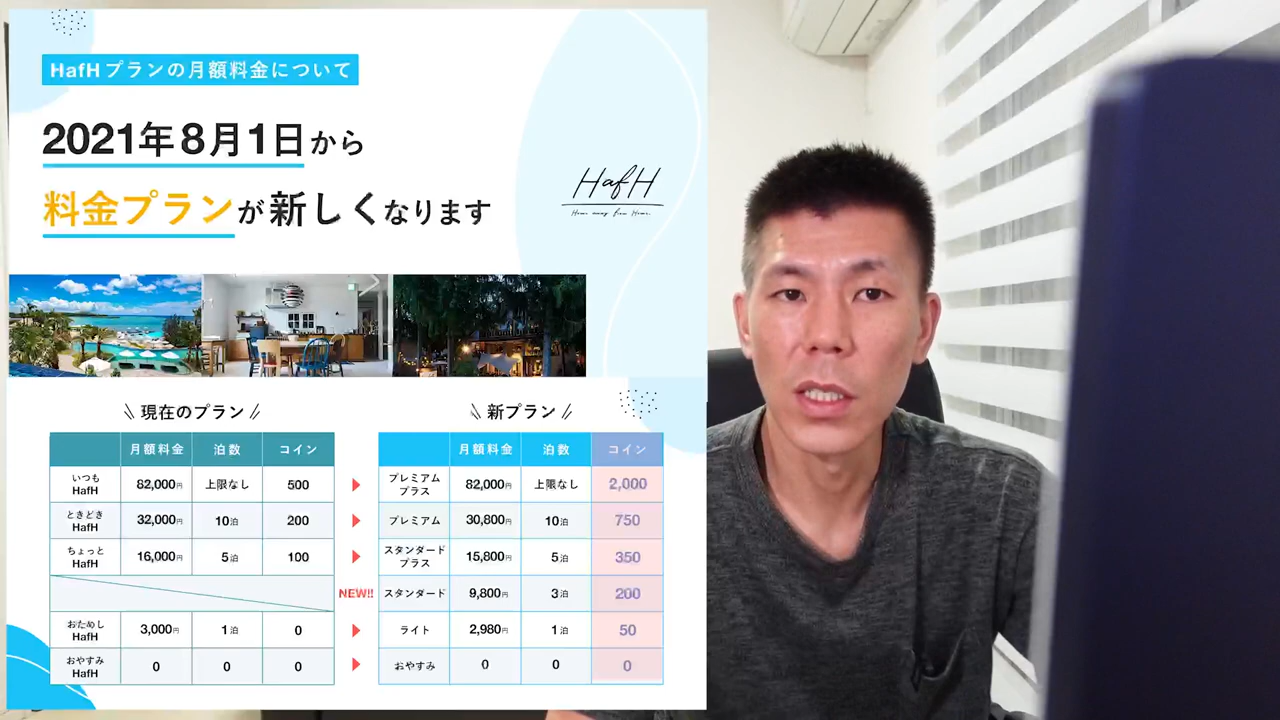 HafHプランの月額料金について
2021年8月1日から
料金プランが新しくなります
HafH
Home away from Home.
\\ 現在のプラン //
月額料金 泊数 コイン
いつも HafH 82,000円 上限なし 500
ときどき HafH 32,000円 10泊 200
ちょっと HafH 16,000円 5泊 100
おためし HafH 3,000円 1泊 0
おやすみ HafH 0 0 0
NEW!!
\\ 新プラン //
月額料金 泊数 コイン
プレミアム プラス 82,000円 上限なし 2,000
プレミアム 30,800円 10泊 750
スタンダード プラス 15,800円 5泊 350
スタンダード 9,800円 3泊 200
ライト 2,980円 1泊 50
おやすみ 0 0 0